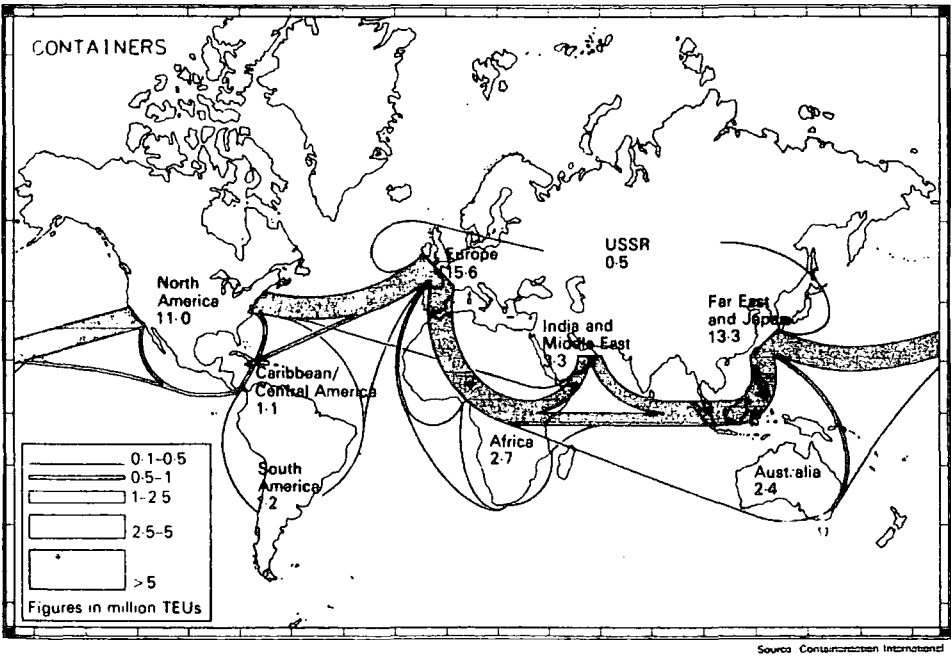 CONTAINERS
USSR
0·5
Europe
15·6
North
America
11·0
Far East
and Japan
13·3
India and
Middle East
3·3
Caribbean/
Central America
1·1
Africa
2·7
South
America
·2
Australia
2·4
0·1–0·5
0·5–1
1–2 5
2·5–5
>5
Figures in million TEUs
Source Containerisation International